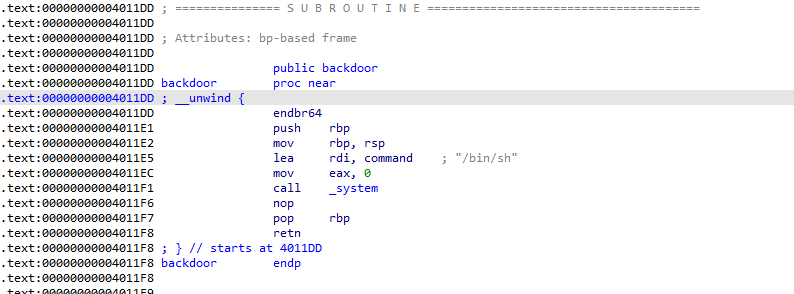 .text:00000000004011DD ; =============== S U B R O U T I N E =======================================
.text:00000000004011DD
.text:00000000004011DD ; Attributes: bp-based frame
.text:00000000004011DD
.text:00000000004011DD public backdoor
.text:00000000004011DD backdoor proc near
.text:00000000004011DD ; __unwind {
.text:00000000004011DD endbr64
.text:00000000004011E1 push rbp
.text:00000000004011E2 mov rbp, rsp
.text:00000000004011E5 lea rdi, command ; "/bin/sh"
.text:00000000004011EC mov eax, 0
.text:00000000004011F1 call _system
.text:00000000004011F6 nop
.text:00000000004011F7 pop rbp
.text:00000000004011F8 retn
.text:00000000004011F8 ; } // starts at 4011DD
.text:00000000004011F8 backdoor endp
.text:00000000004011F8